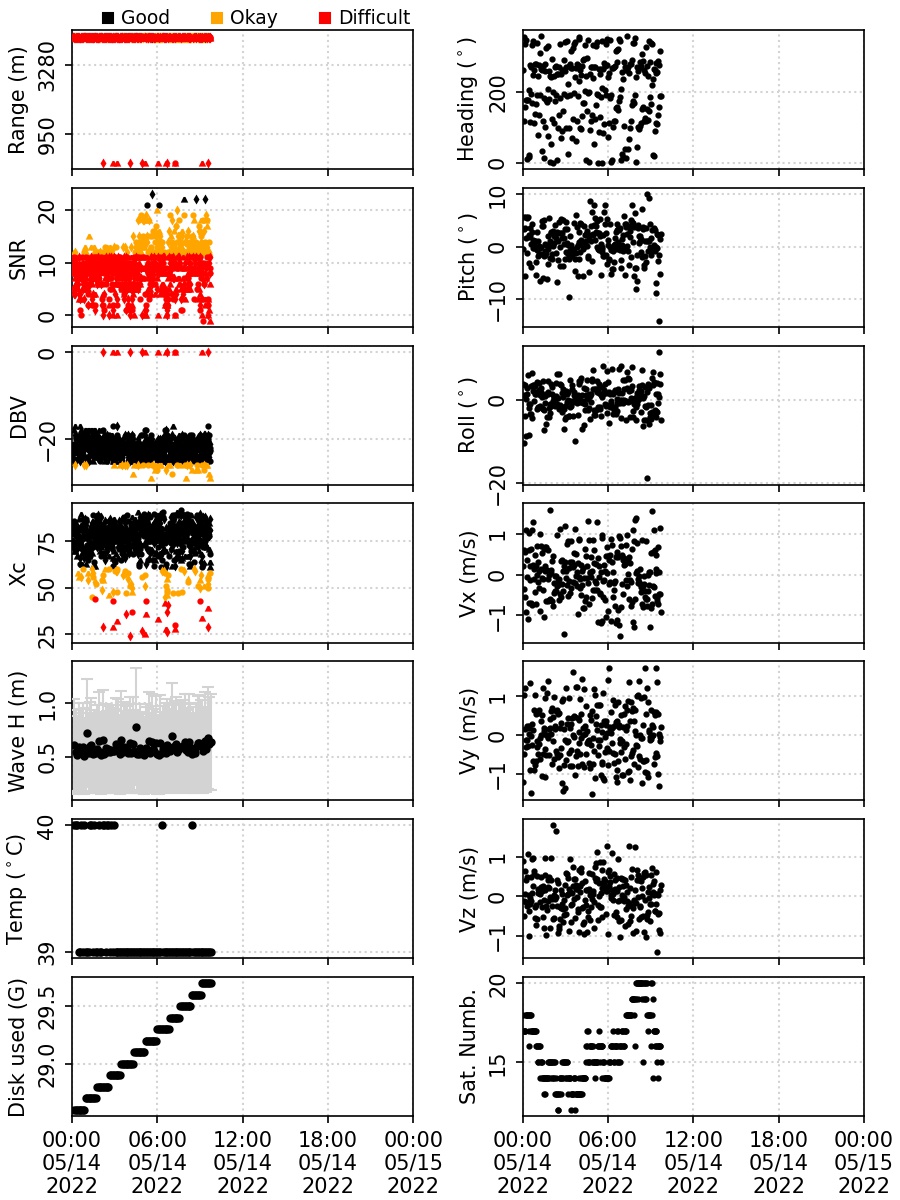 Good Okay Difficult
Range (m) 3280 950
Heading (°) 200 0
SNR 20 10 0
Pitch (°) 10 0 −10
DBV 0 −20
Roll (°) 0 −20
Xc 75 50 25
Vx (m/s) 1 0 −1
Wave H (m) 1.0 0.5
Vy (m/s) 1 0 −1
Temp (°C) 40 39
Vz (m/s) 1 0 −1
Disk used (G) 29.5 29.0
Sat. Numb. 20 15
00:00 06:00 12:00 18:00 00:00 00:00 06:00 12:00 18:00 00:00
05/14 05/14 05/14 05/14 05/15 05/14 05/14 05/14 05/14 05/15
2022 2022 2022 2022 2022 2022 2022 2022 2022 2022